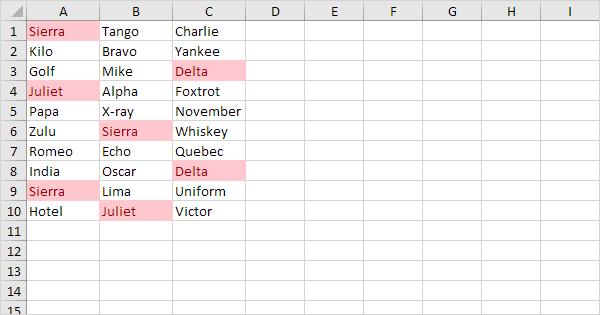 A B C D E F G H I
1 Sierra Tango Charlie
2 Kilo Bravo Yankee
3 Golf Mike Delta
4 Juliet Alpha Foxtrot
5 Papa X-ray November
6 Zulu Sierra Whiskey
7 Romeo Echo Quebec
8 India Oscar Delta
9 Sierra Lima Uniform
10 Hotel Juliet Victor
11
12
13
14
15